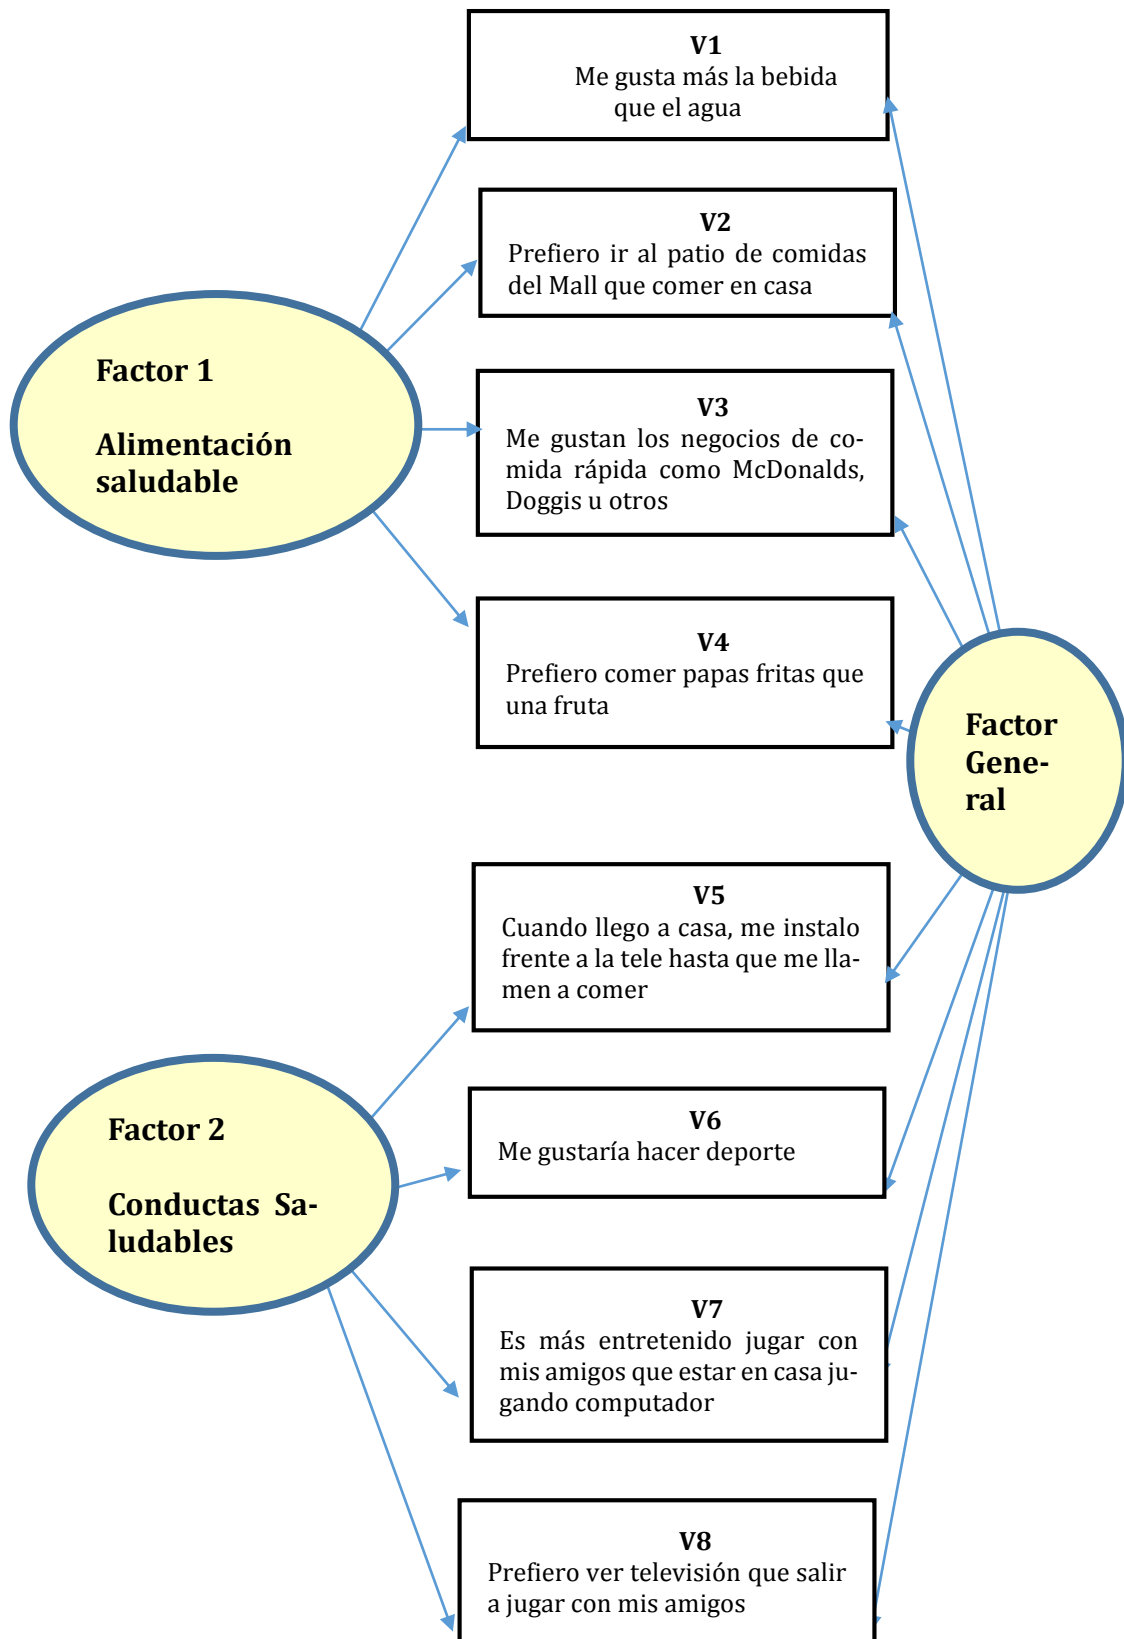 V1
Me gusta más la bebida
que el agua
V2
Prefiero ir al patio de comidas
del Mall que comer en casa
Factor 1
Alimentación
saludable
V3
Me gustan los negocios de co-
mida rápida como McDonalds,
Doggis u otros
V4
Prefiero comer papas fritas que
una fruta
Factor
Gene-
ral
V5
Cuando llego a casa, me instalo
frente a la tele hasta que me lla-
men a comer
Factor 2
Conductas Sa-
ludables
V6
Me gustaría hacer deporte
V7
Es más entretenido jugar con
mis amigos que estar en casa ju-
gando computador
V8
Prefiero ver televisión que salir
a jugar con mis amigos